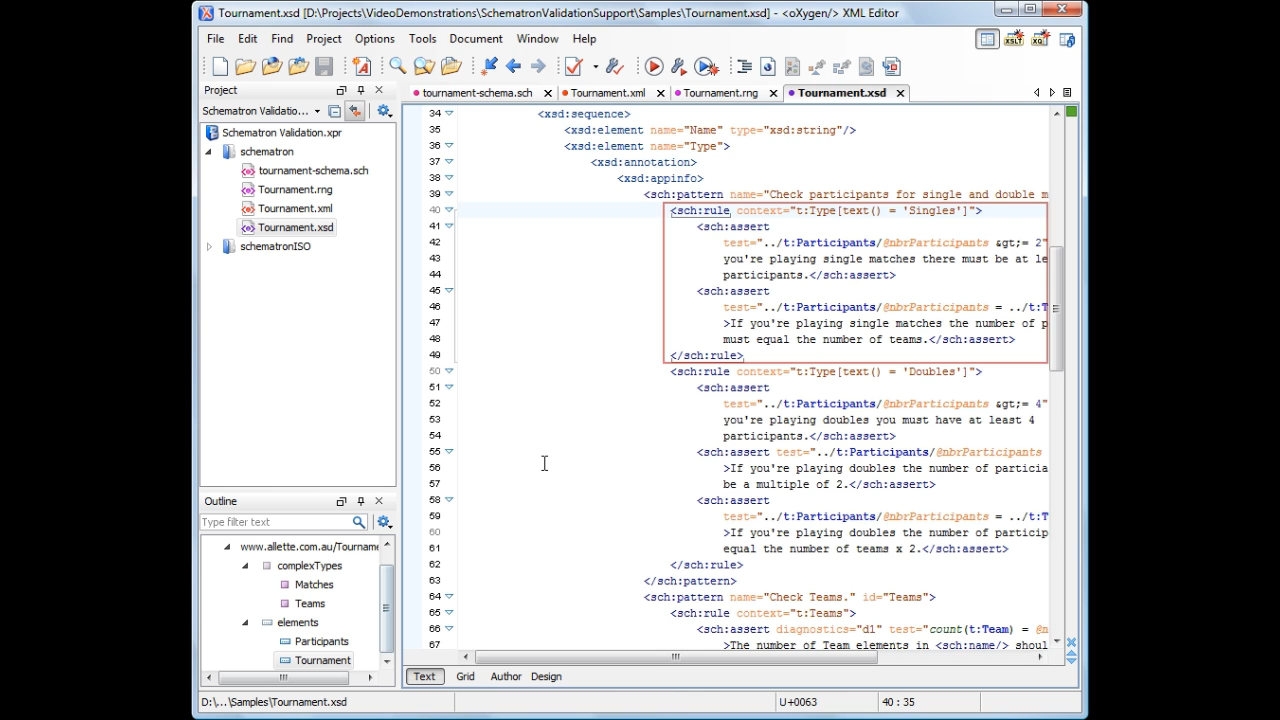 Tournament.xsd [D:\Projects\VideoDemonstrations\SchematronValidationSupport\Samples\Tournament.xsd] - <oXygen/> XML Editor
File Edit Find Project Options Tools Document Window Help
Project
Schematron Validatio...
Schematron Validation.xpr
schematron
tournament-schema.sch
Tournament.rng
Tournament.xml
Tournament.xsd
schematronISO
Outline
Type filter text
www.allette.com.au/Tourname
complexTypes
Matches
Teams
elements
Participants
Tournament
tournament-schema.sch Tournament.xml Tournament.rng Tournament.xsd
34 <xsd:sequence>
35 <xsd:element name="Name" type="xsd:string"/>
36 <xsd:element name="Type">
37 <xsd:annotation>
38 <xsd:appinfo>
39 <sch:pattern name="Check participants for single and double m
40 <sch:rule context="t:Type[text() = 'Singles']">
41 <sch:assert
42 test="../t:Participants/@nbrParticipants &gt;= 2"
43 you're playing single matches there must be at le
44 participants.</sch:assert>
45 <sch:assert
46 test="../t:Participants/@nbrParticipants = ../t:T
47 >If you're playing single matches the number of p
48 must equal the number of teams.</sch:assert>
49 </sch:rule>
50 <sch:rule context="t:Type[text() = 'Doubles']">
51 <sch:assert
52 test="../t:Participants/@nbrParticipants &gt;= 4"
53 you're playing doubles you must have at least 4
54 participants.</sch:assert>
55 <sch:assert test="../t:Participants/@nbrParticipants
56 >If you're playing doubles the number of particia
57 be a multiple of 2.</sch:assert>
58 <sch:assert
59 test="../t:Participants/@nbrParticipants = ../t:T
60 >If you're playing doubles the number of particip
61 equal the number of teams x 2.</sch:assert>
62 </sch:rule>
63 </sch:pattern>
64 <sch:pattern name="Check Teams." id="Teams">
65 <sch:rule context="t:Teams">
66 <sch:assert diagnostics="d1" test="count(t:Team) = @n
67 >The number of Team elements in <sch:name/> shoul
Text Grid Author Design
D:\...\Samples\Tournament.xsd U+0063 40 : 35